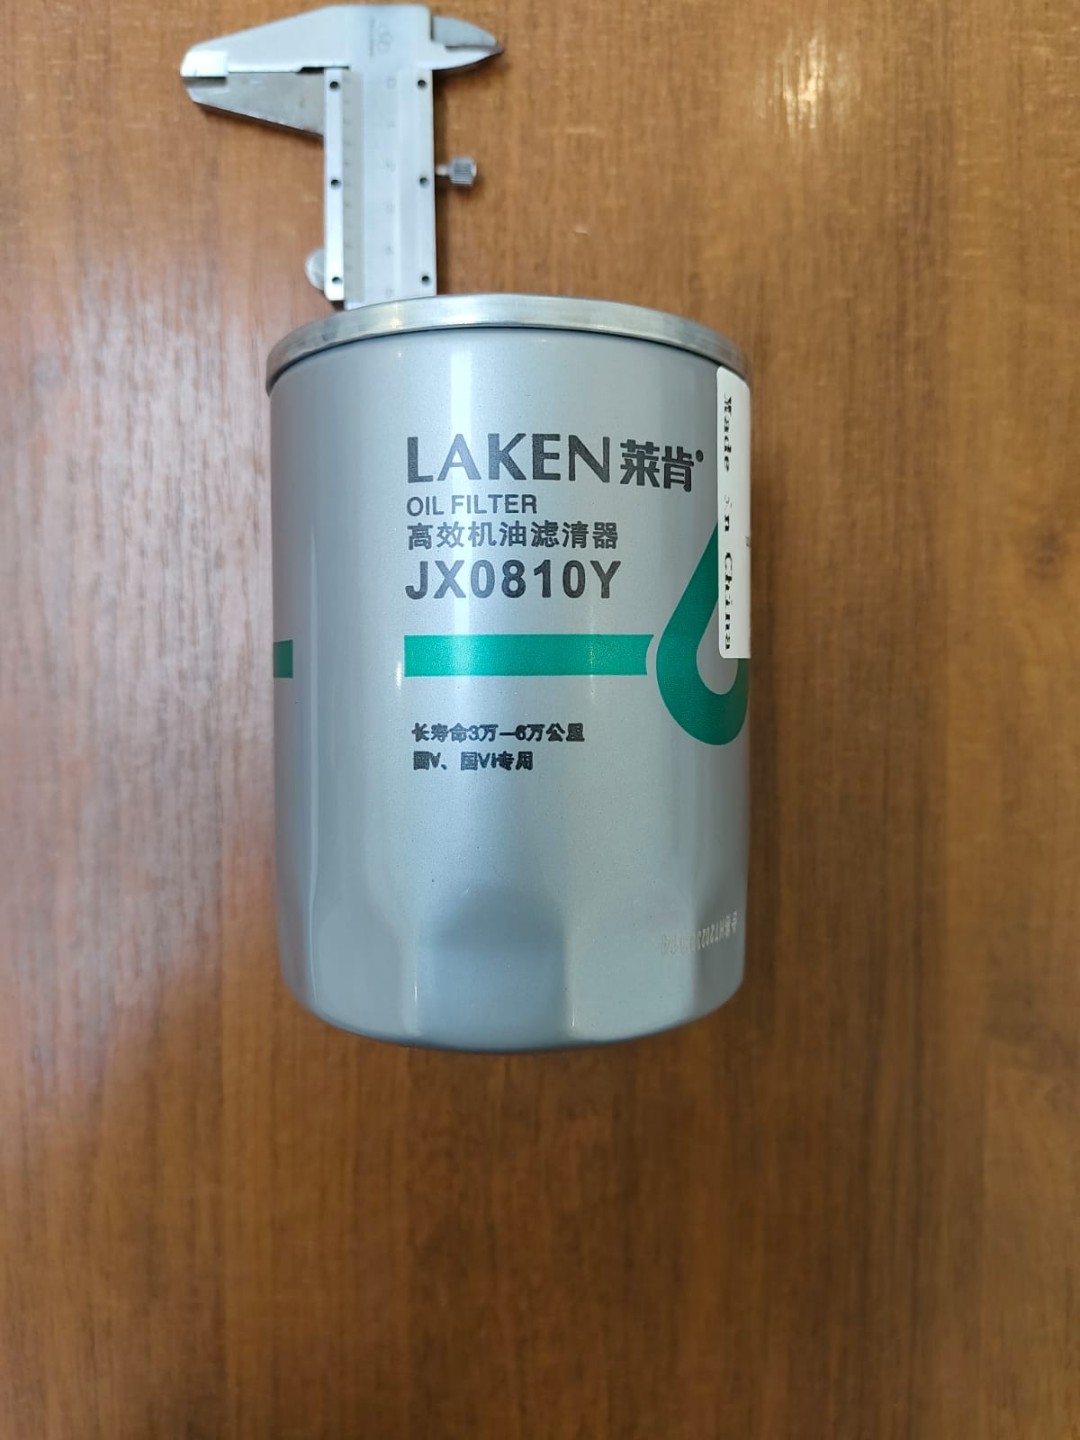 LAKEN莱肯
OIL FILTER
高效机油滤清器
JX0810Y
长寿命3万—6万公里
国V、国VI专用
Made in China